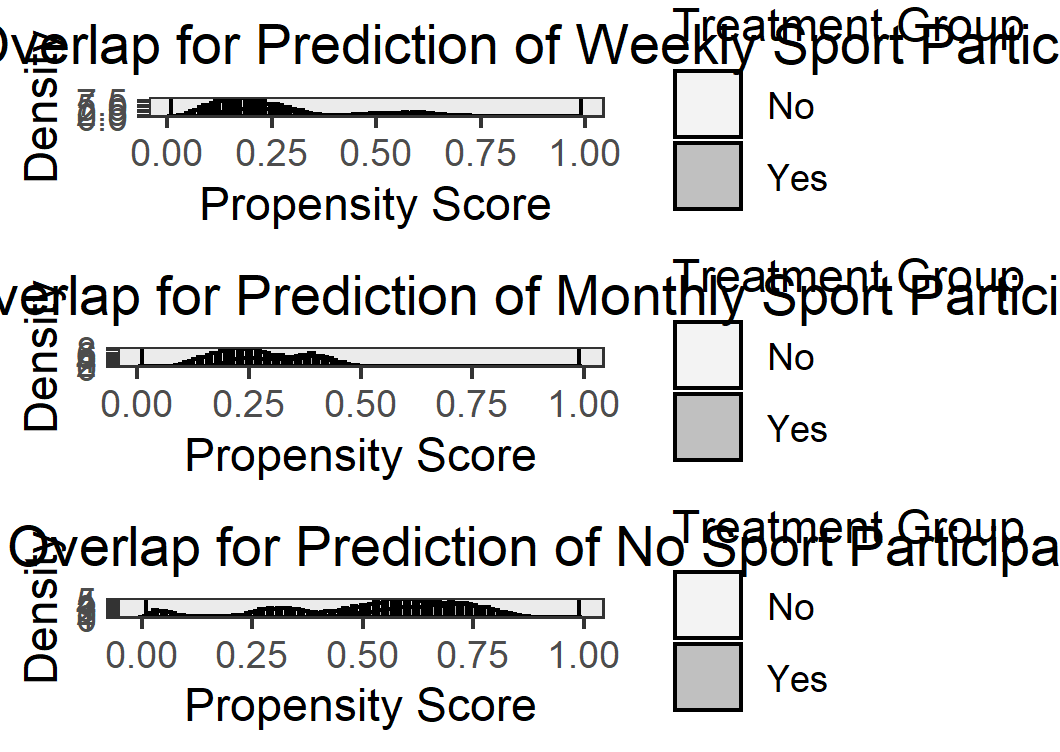 Overlap for Prediction of Weekly Sport Partic
Treatment Group
Density
No
Yes
0.00 0.25 0.50 0.75 1.00
Propensity Score
verlap for Prediction of Monthly Sport Partici
Treatment Group
Density
No
Yes
0.00 0.25 0.50 0.75 1.00
Propensity Score
Overlap for Prediction of No Sport Participa
Treatment Group
Density
No
Yes
0.00 0.25 0.50 0.75 1.00
Propensity Score